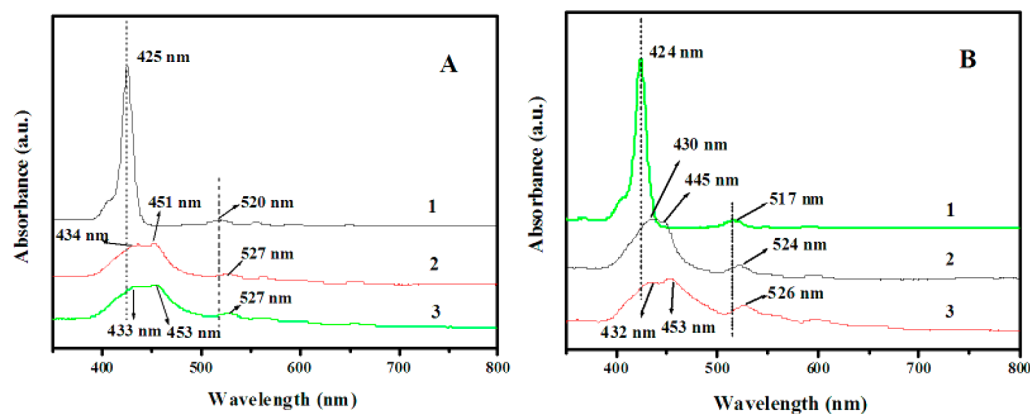 A
425 nm
520 nm
1
451 nm
434 nm
527 nm
2
527 nm
3
433 nm
453 nm
400
500
600
700
800
Wavelength (nm)
Absorbance (a.u.)
B
424 nm
430 nm
445 nm
517 nm
1
524 nm
2
526 nm
3
432 nm
453 nm
400
500
600
700
800
Wavelength (nm)
Absorbance (a.u.)